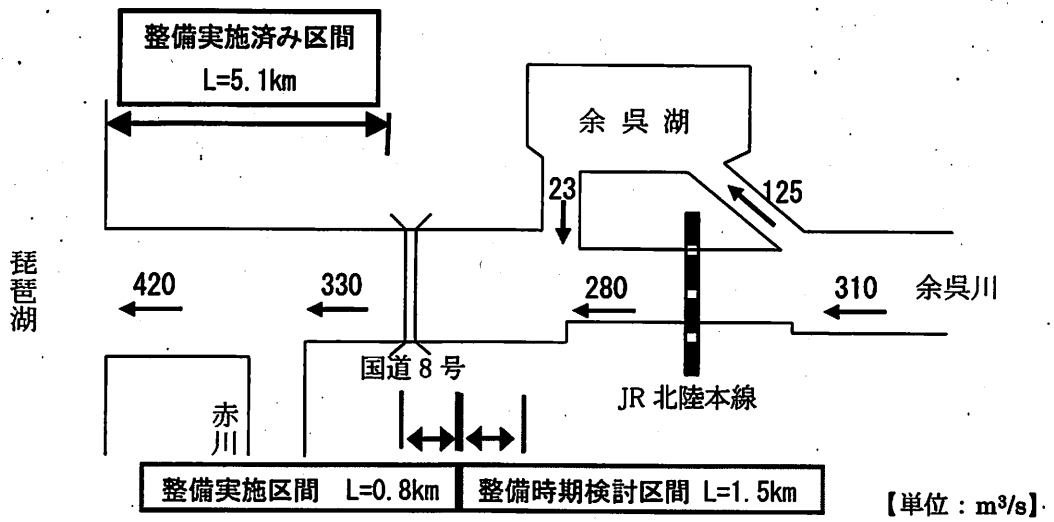 整備実施済み区間
L=5.1km
余呉湖
23
125
琵琶湖
420
330
280
310
余呉川
国道8号
JR 北陸本線
赤川
整備実施区間 L=0.8km
整備時期検討区間 L=1.5km
【単位：m³/s】